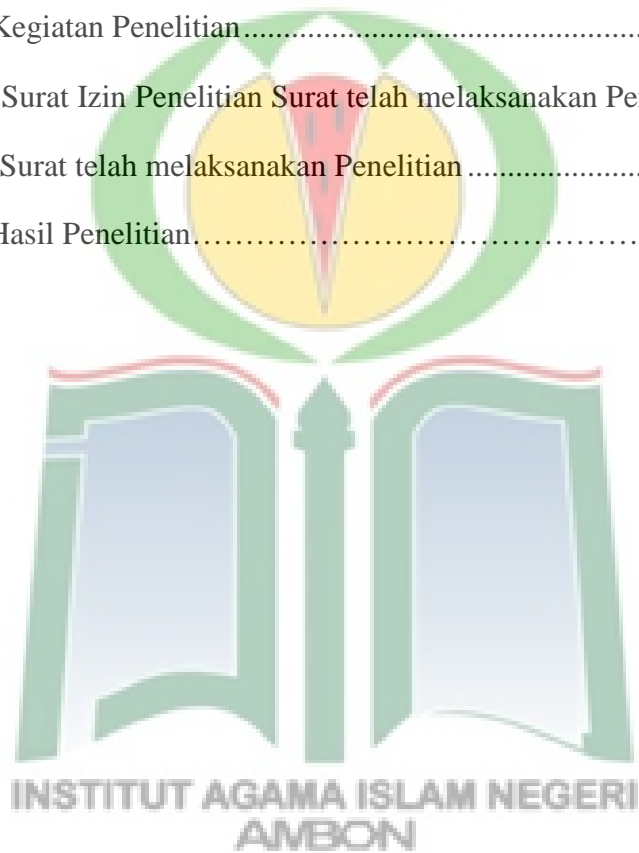 Kegiatan Penelitian......................................................
Surat Izin Penelitian Surat telah melaksanakan Pe
Surat telah melaksanakan Penelitian ........................
Hasil Penelitian……………………………………
INSTITUT AGAMA ISLAM NEGERI
AMBON